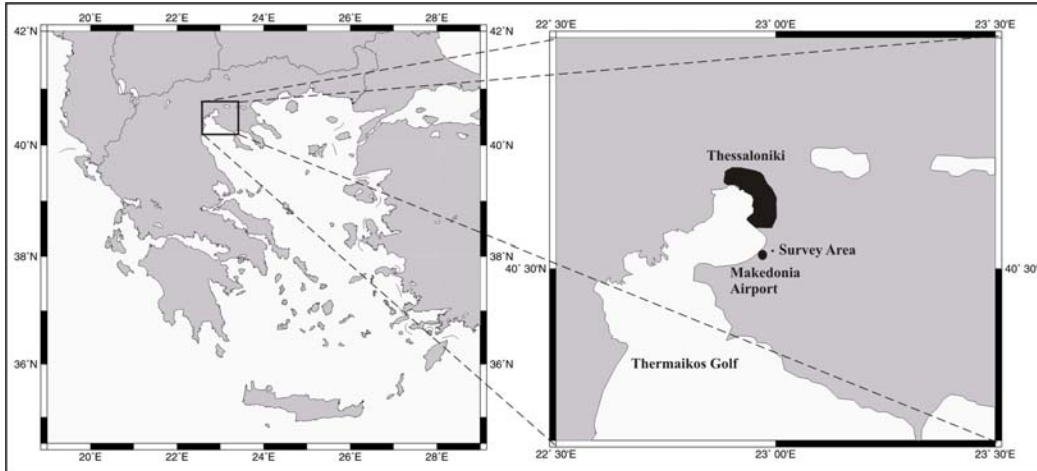 20˚E 22˚E 24˚E 26˚E 28˚E
42˚N 42˚N
40˚N 40˚N
38˚N 38˚N
36˚N 36˚N
20˚E 22˚E 24˚E 26˚E 28˚E
22˚ 30'E 23˚ 00'E 23˚ 30'E
Thessaloniki
Survey Area
Makedonia
Airport
40˚ 30'N 40˚ 30'N
Thermaikos Golf
22˚ 30'E 23˚ 00'E 23˚ 30'E